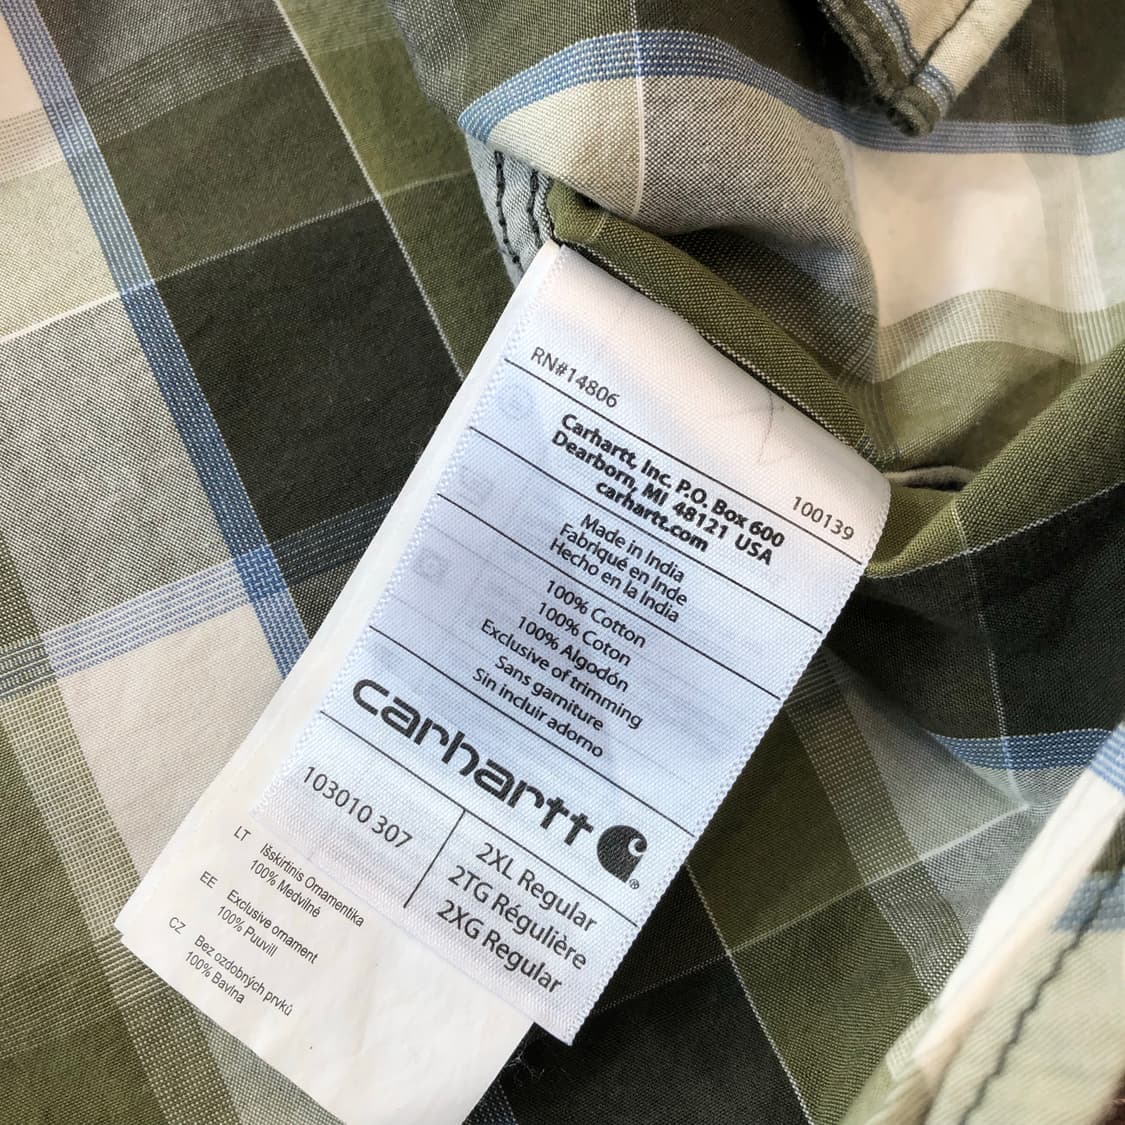 RN#14806
100139
Carhartt, Inc. P.O. Box 600
Dearborn, MI 48121 USA
carhartt.com
Made in India
Fabriqué en Inde
Hecho en la India
100% Cotton
100% Coton
100% Algodón
Exclusive of trimming
Sans garniture
Sin incluir adorno
carhartt
103010 307
2XL Regular
2TG Régulière
2XG Regular
LT Išskirtinis Ornamentika
100% Medvilnė
EE Exclusive ornament
100% Puuvill
CZ Bez ozdobných prvků
100% Bavlna